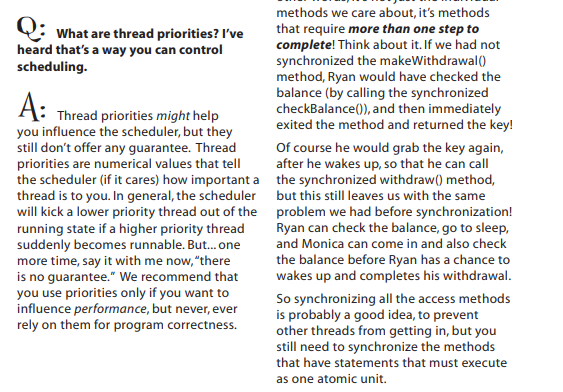 Q: What are thread priorities? I've
heard that's a way you can control
scheduling.
A: Thread priorities might help
you influence the scheduler, but they
still don't offer any guarantee. Thread
priorities are numerical values that tell
the scheduler (if it cares) how important a
thread is to you. In general, the scheduler
will kick a lower priority thread out of the
running state if a higher priority thread
suddenly becomes runnable. But... one
more time, say it with me now, "there
is no guarantee." We recommend that
you use priorities only if you want to
influence performance, but never, ever
rely on them for program correctness.
methods we care about, it's methods
that require more than one step to
complete! Think about it. If we had not
synchronized the makeWithdrawal()
method, Ryan would have checked the
balance (by calling the synchronized
checkBalance()), and then immediately
exited the method and returned the key!
Of course he would grab the key again,
after he wakes up, so that he can call
the synchronized withdraw() method,
but this still leaves us with the same
problem we had before synchronization!
Ryan can check the balance, go to sleep,
and Monica can come in and also check
the balance before Ryan has a chance to
wakes up and completes his withdrawal.
So synchronizing all the access methods
is probably a good idea, to prevent
other threads from getting in, but you
still need to synchronize the methods
that have statements that must execute
as one atomic unit.